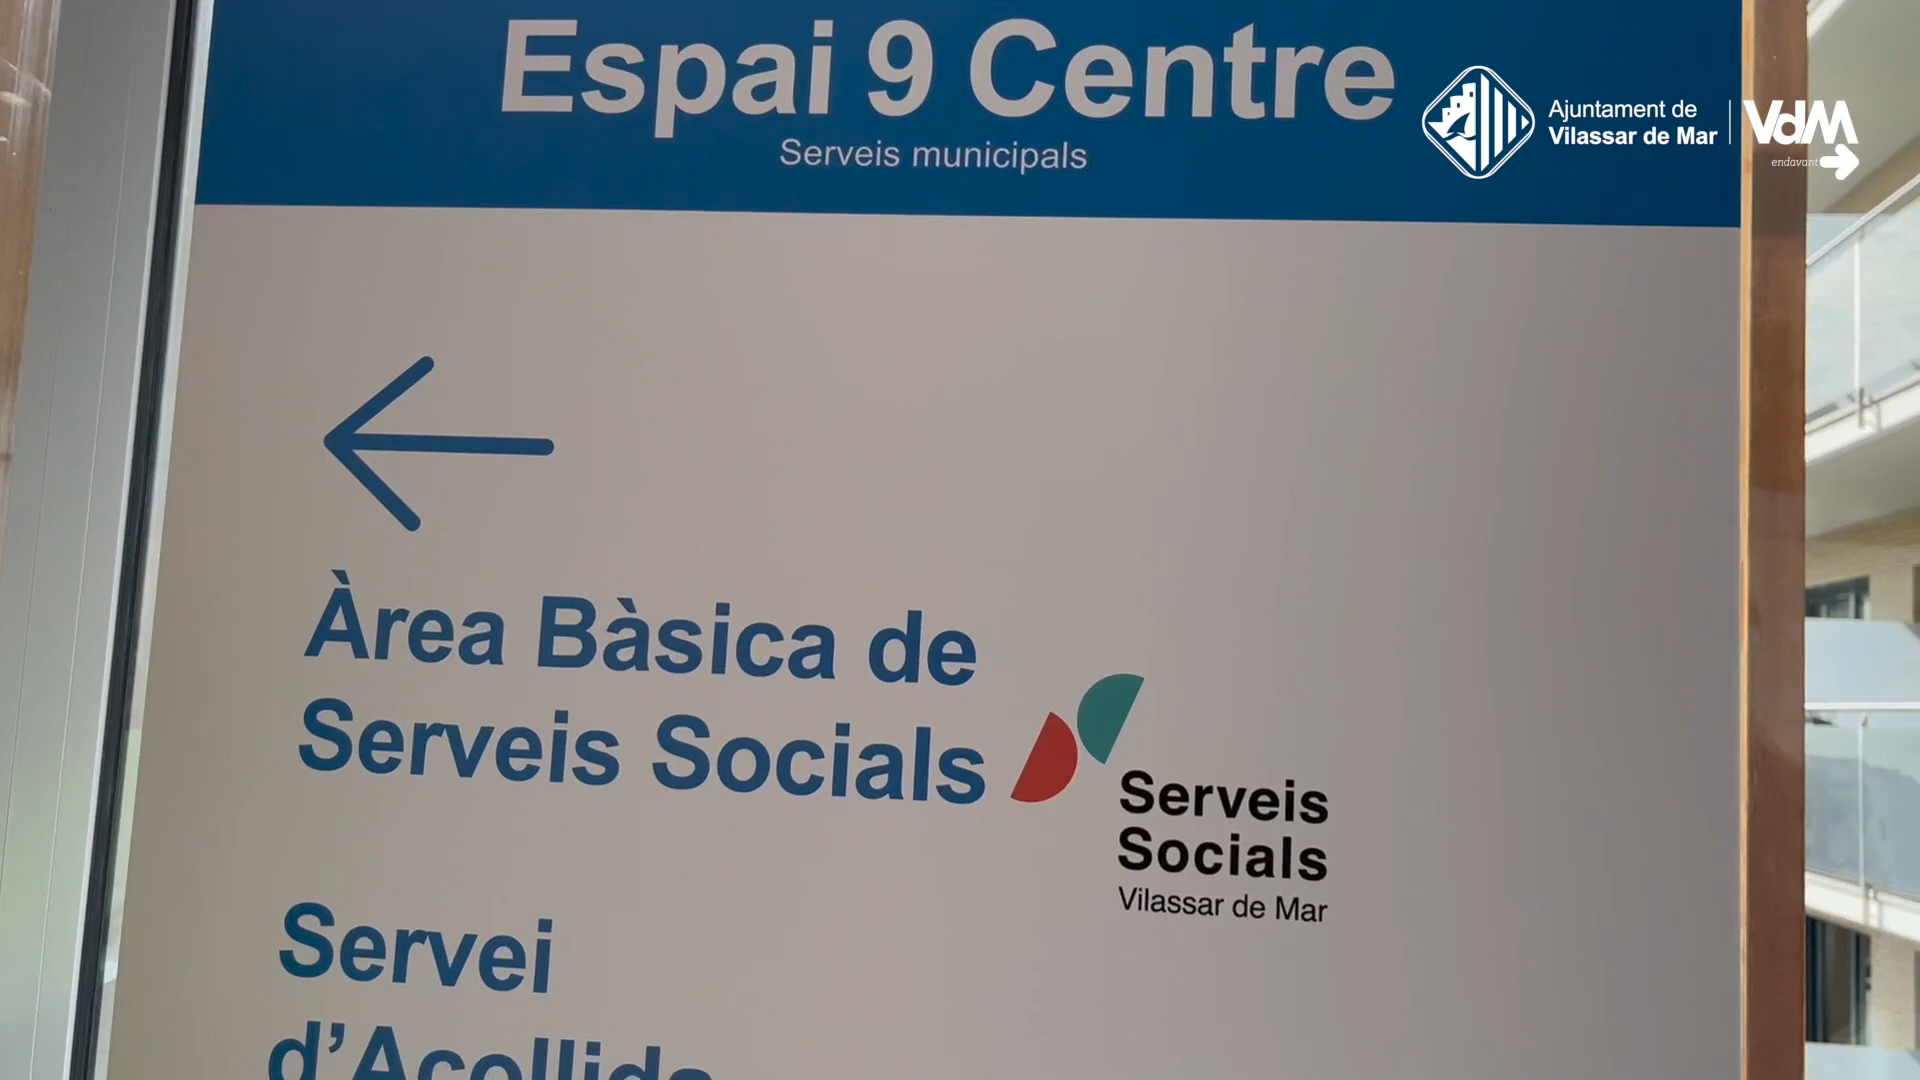 Espai 9 Centre
Serveis municipals
Ajuntament de
Vilassar de Mar
VdM
endavant
Àrea Bàsica de
Serveis Socials
Serveis
Socials
Vilassar de Mar
Servei
d'Acollida